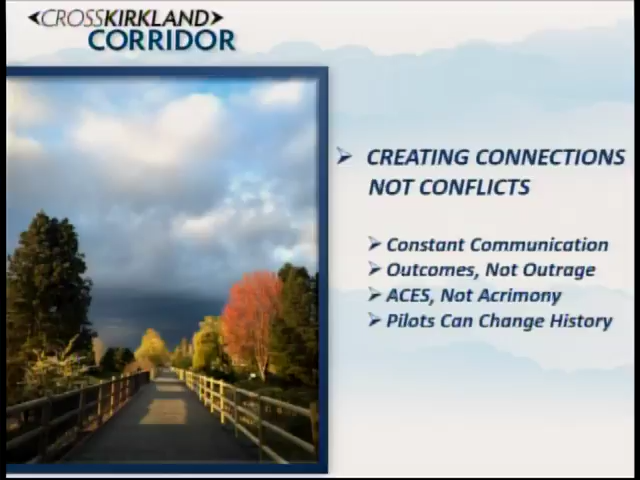 CROSSKIRKLAND
CORRIDOR
CREATING CONNECTIONS
NOT CONFLICTS
Constant Communication
Outcomes, Not Outrage
ACES, Not Acrimony
Pilots Can Change History